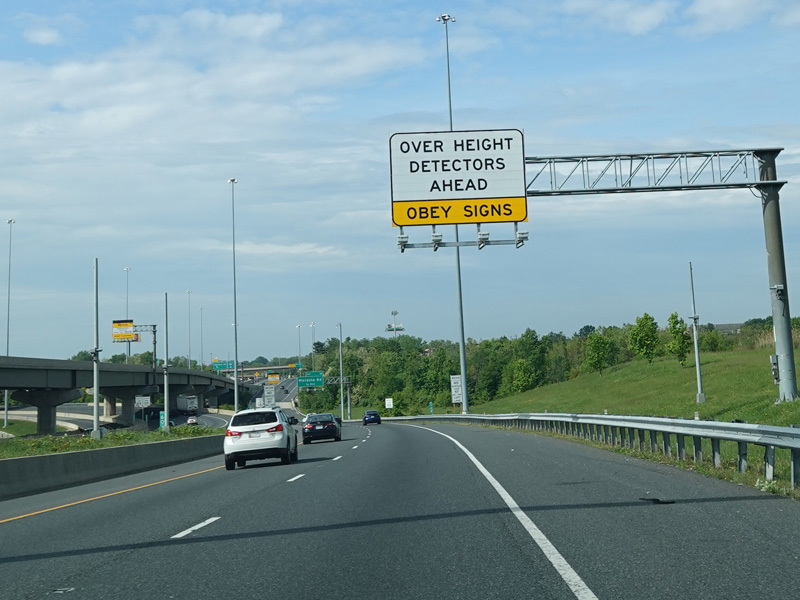 OVER HEIGHT
DETECTORS
AHEAD
OBEY SIGNS